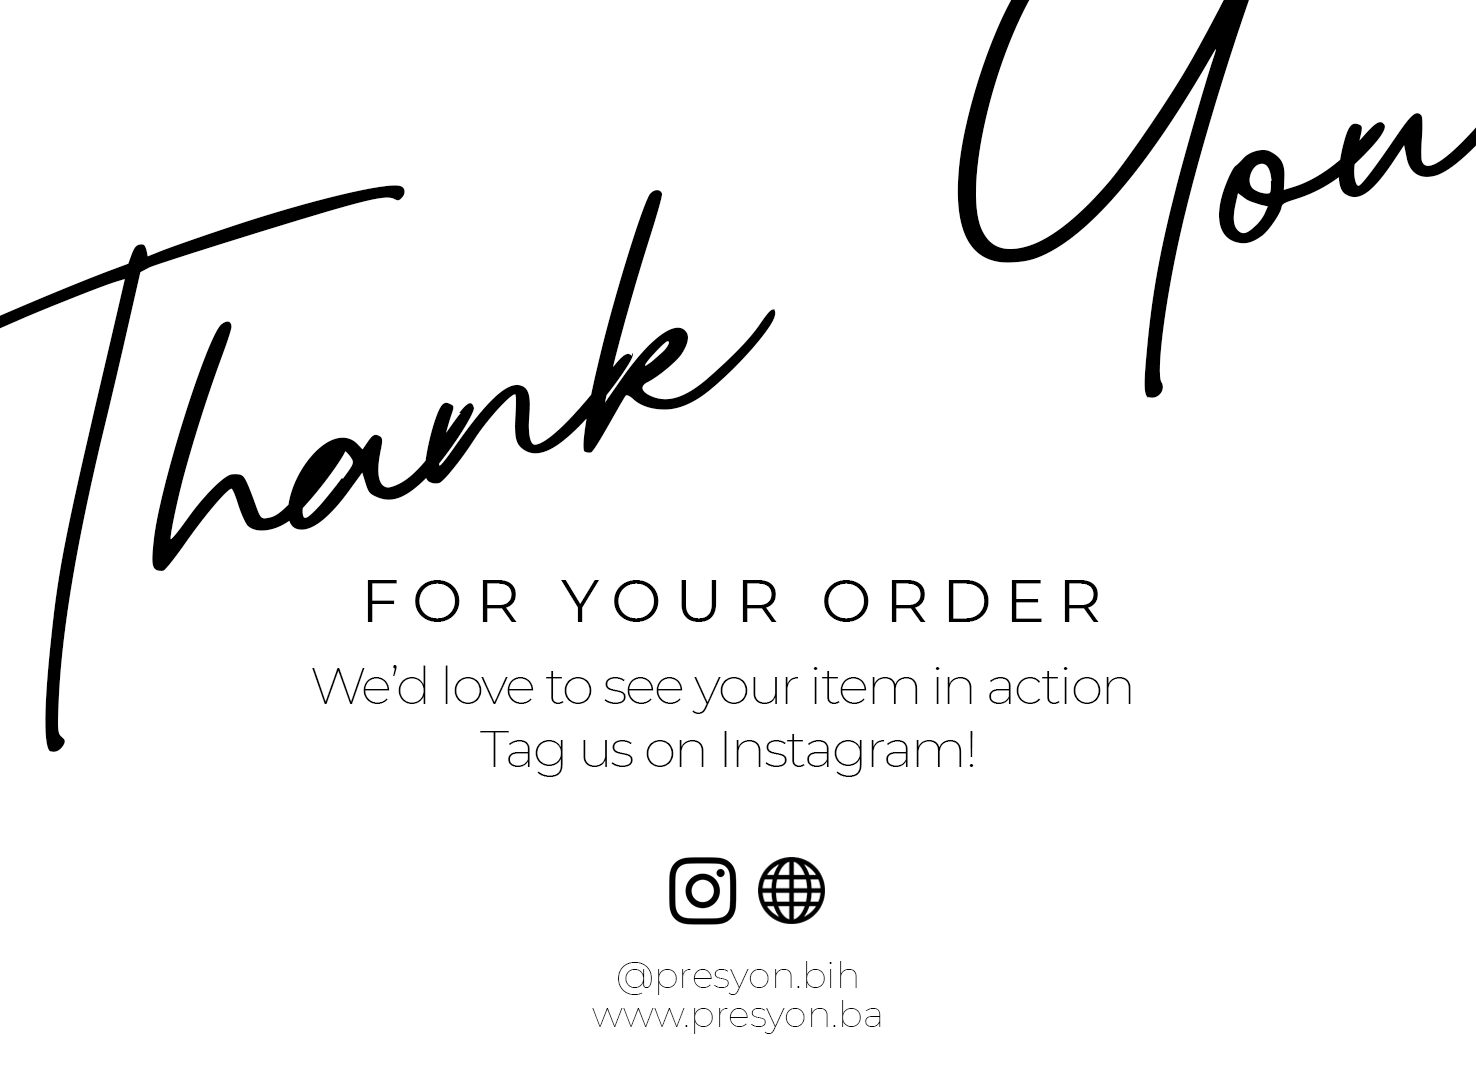 Thank You
FOR YOUR ORDER
We'd love to see your item in action
Tag us on Instagram!
@presyon.bih
www.presyon.ba